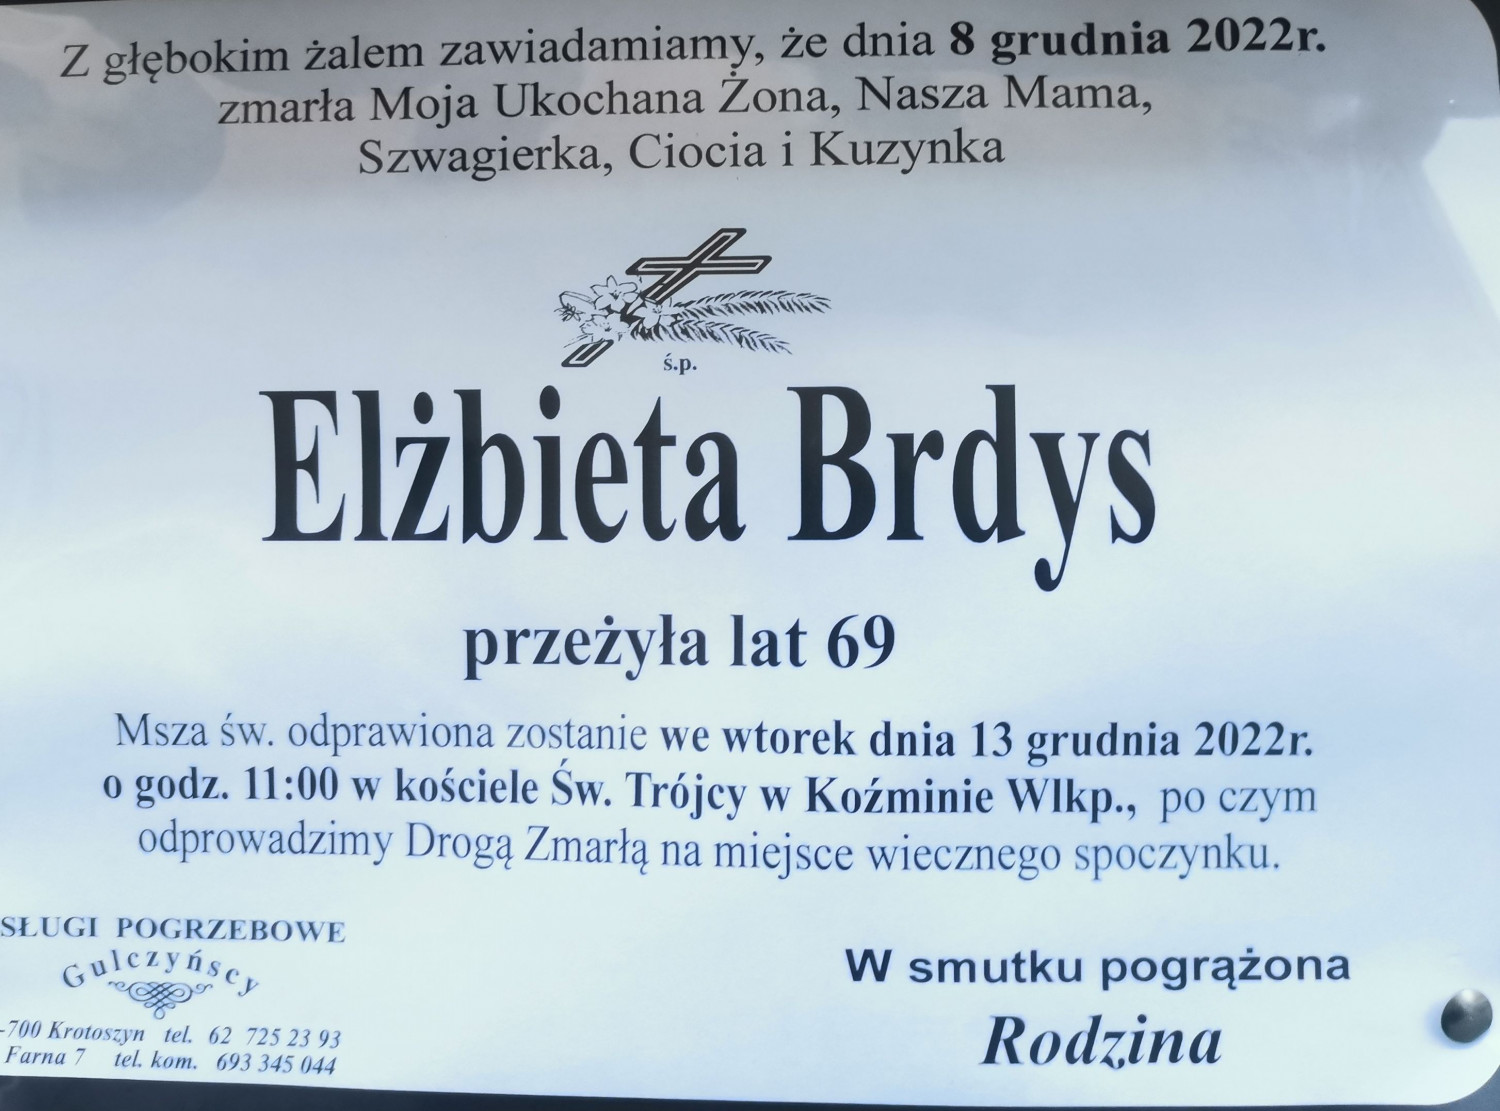 Z głębokim żalem zawiadamiamy, że dnia 8 grudnia 2022r.
zmarła Moja Ukochana Żona, Nasza Mama,
Szwagierka, Ciocia i Kuzynka
ś.p.
Elżbieta Brdys
przeżyła lat 69
Msza św. odprawiona zostanie we wtorek dnia 13 grudnia 2022r.
o godz. 11:00 w kościele Św. Trójcy w Koźminie Wlkp., po czym
odprowadzimy Drogą Zmarłą na miejsce wiecznego spoczynku.
SŁUGI POGRZEBOWE
Gulczyńscy
-700 Krotoszyn tel. 62 725 23 93
Farna 7 tel. kom. 693 345 044
W smutku pogrążona
Rodzina